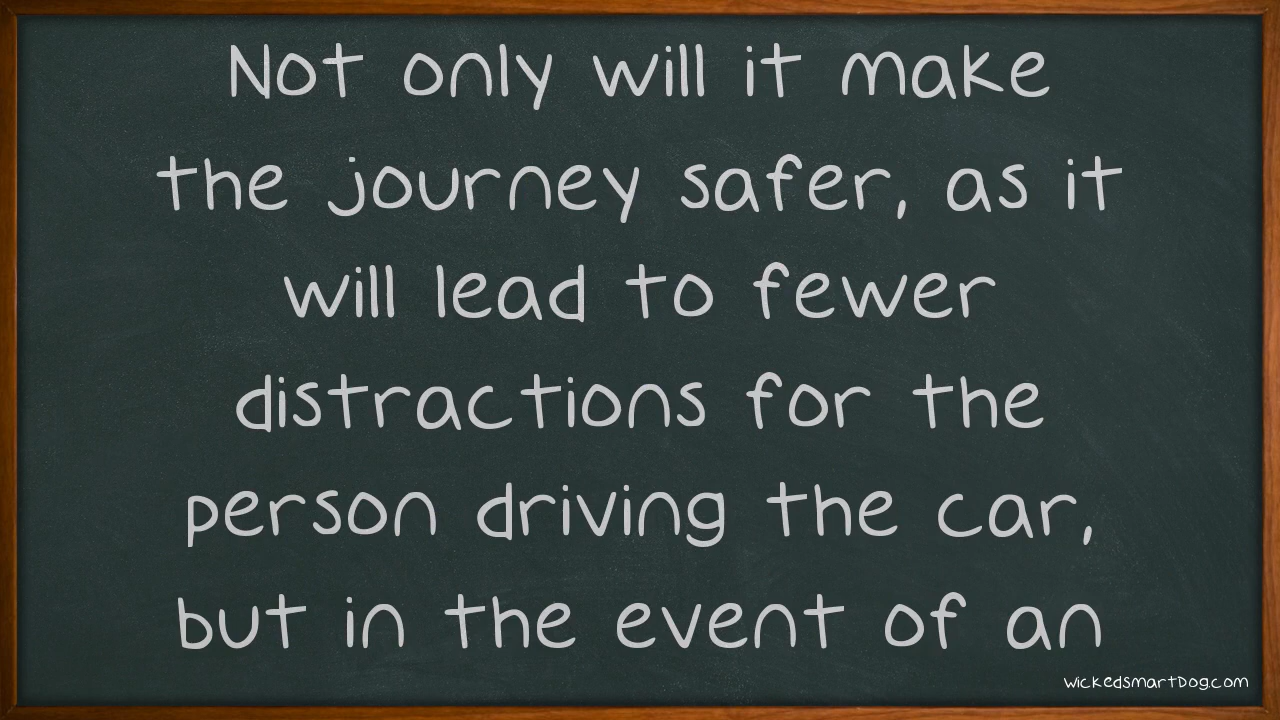 Not only will it make
the journey safer, as it
will lead to fewer
distractions for the
person driving the car,
but in the event of an
wickedsmartDog.com